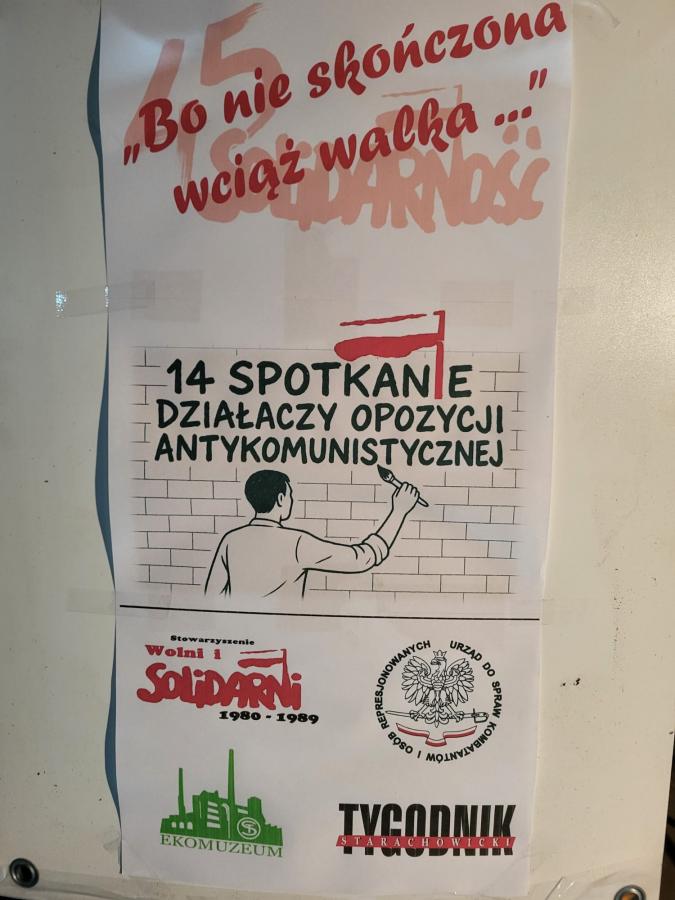 45
„Bo nie skończona
wciąż walka ..."
SOLIDARNOŚĆ
14 SPOTKANIE
DZIAŁACZY OPOZYCJI
ANTYKOMUNISTYCZNEJ
Stowarzyszenie
Wolni i
SOLiDARNi
1980 - 1989
URZĄD DO SPRAW KOMBATANTÓW I OSÓB REPRESJONOWANYCH
EKOMUZEUM
TYGODNIK
STARACHOWICKI